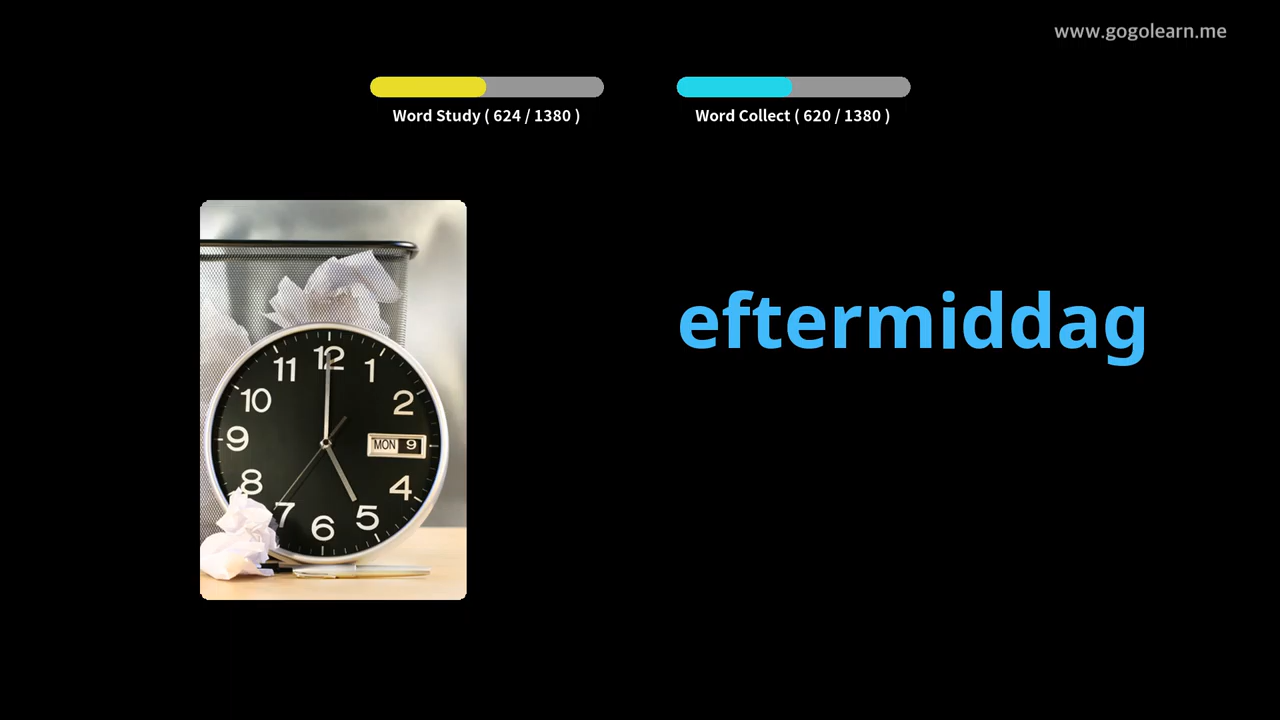 www.gogolearn.me
Word Study ( 624 / 1380 )
Word Collect ( 620 / 1380 )
eftermiddag
12
11
1
10
2
9
MON 9
8
4
7
5
6